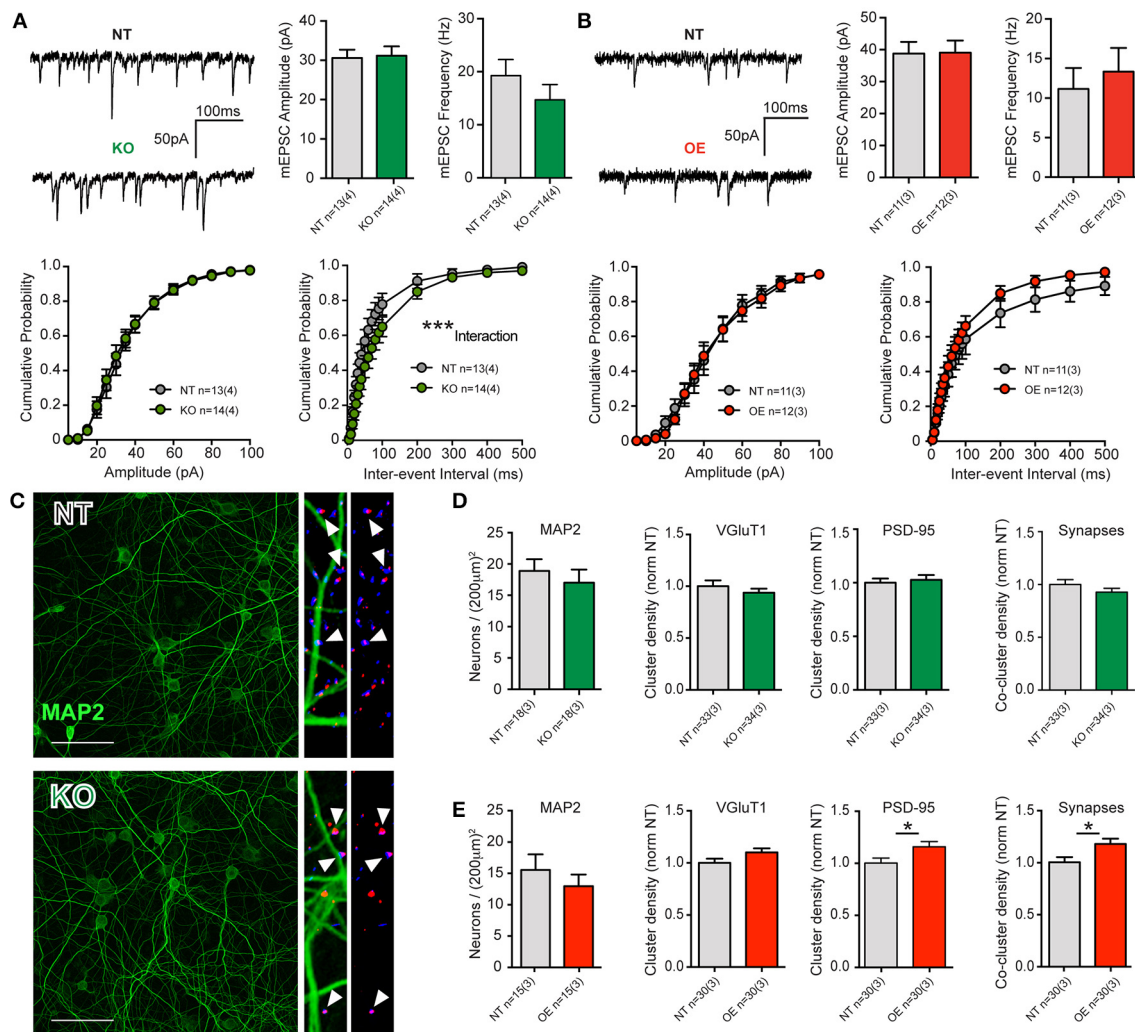 A
NT
100ms
50pA
KO
mEPSC Amplitude (pA)
40
30
20
10
0
NT n=13(4)
KO n=14(4)
mEPSC Frequency (Hz)
30
20
10
0
NT n=13(4)
KO n=14(4)
B
NT
100ms
50pA
OE
mEPSC Amplitude (pA)
50
40
30
20
10
0
NT n=11(3)
OE n=12(3)
mEPSC Frequency (Hz)
20
15
10
5
0
NT n=11(3)
OE n=12(3)
Cumulative Probability
1.0
0.8
0.6
0.4
0.2
0
NT n=13(4)
KO n=14(4)
20 40 60 80 100
Amplitude (pA)
Cumulative Probability
1.0
0.8
0.6
0.4
0.2
0
***Interaction
NT n=13(4)
KO n=14(4)
0 100 200 300 400 500
Inter-event Interval (ms)
Cumulative Probability
1.0
0.8
0.6
0.4
0.2
0
NT n=11(3)
OE n=12(3)
20 40 60 80 100
Amplitude (pA)
Cumulative Probability
1.0
0.8
0.6
0.4
0.2
0
NT n=11(3)
OE n=12(3)
0 100 200 300 400 500
Inter-event Interval (ms)
C
NT
MAP2
KO
D
MAP2
Neurons / (200µm)²
25
20
15
10
5
0
NT n=18(3)
KO n=18(3)
VGluT1
Cluster density (norm NT)
1.5
1.0
0.5
0.0
NT n=33(3)
KO n=34(3)
PSD-95
Cluster density (norm NT)
1.5
1.0
0.5
0.0
NT n=33(3)
KO n=34(3)
Synapses
Co-cluster density (norm NT)
1.5
1.0
0.5
0.0
NT n=33(3)
KO n=34(3)
E
MAP2
Neurons / (200µm)²
25
20
15
10
5
0
NT n=15(3)
OE n=15(3)
VGluT1
Cluster density (norm NT)
1.5
1.0
0.5
0.0
NT n=30(3)
OE n=30(3)
PSD-95
*
Cluster density (norm NT)
1.5
1.0
0.5
0.0
NT n=30(3)
OE n=30(3)
Synapses
*
Co-cluster density (norm NT)
1.5
1.0
0.5
0.0
NT n=30(3)
OE n=30(3)